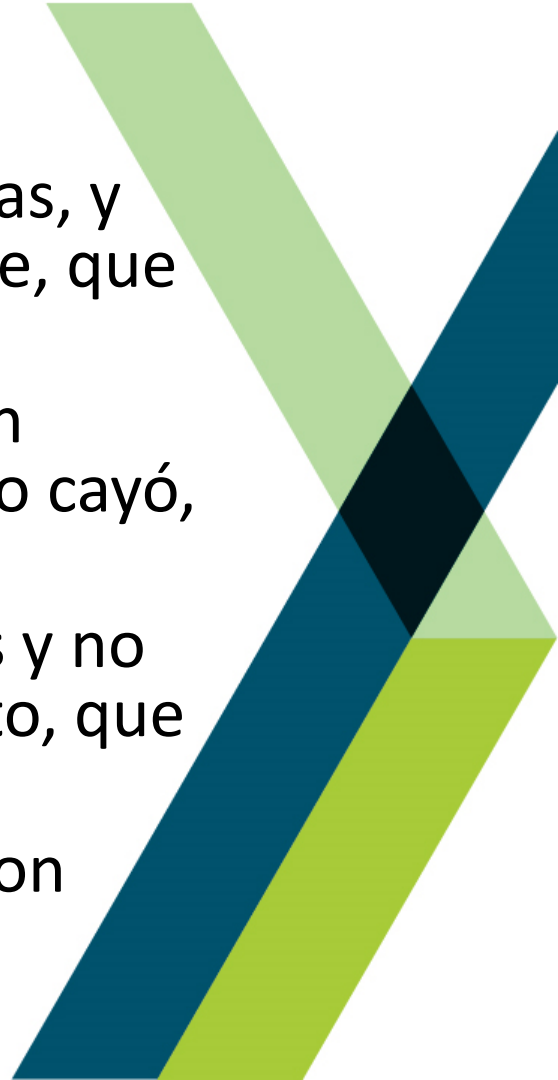 as, y
e, que
n
o cayó,
s y no
to, que
on